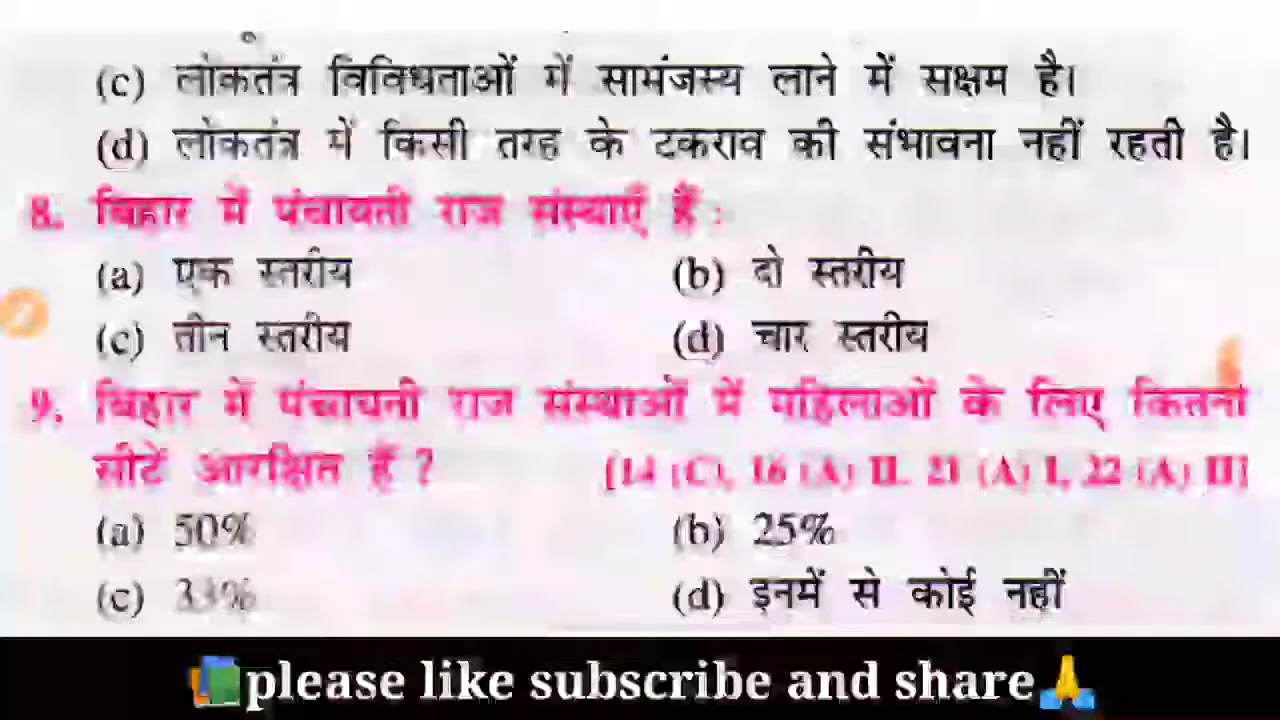 (c) लोकतंत्र विविधताओं में सामंजस्य लाने में सक्षम है।
(d) लोकतंत्र में किसी तरह के टकराव की संभावना नहीं रहती है।
8. बिहार में पंचायती राज संस्थाएँ हैं :
(a) एक स्तरीय (b) दो स्तरीय
(c) तीन स्तरीय (d) चार स्तरीय
9. बिहार में पंचायती राज संस्थाओं में महिलाओं के लिए कितनी
सीटें आरक्षित हैं ? [14 (C), 16 (A) II, 21 (A) I, 22 (A) II]
(a) 50% (b) 25%
(c) 33% (d) इनमें से कोई नहीं
please like subscribe and share